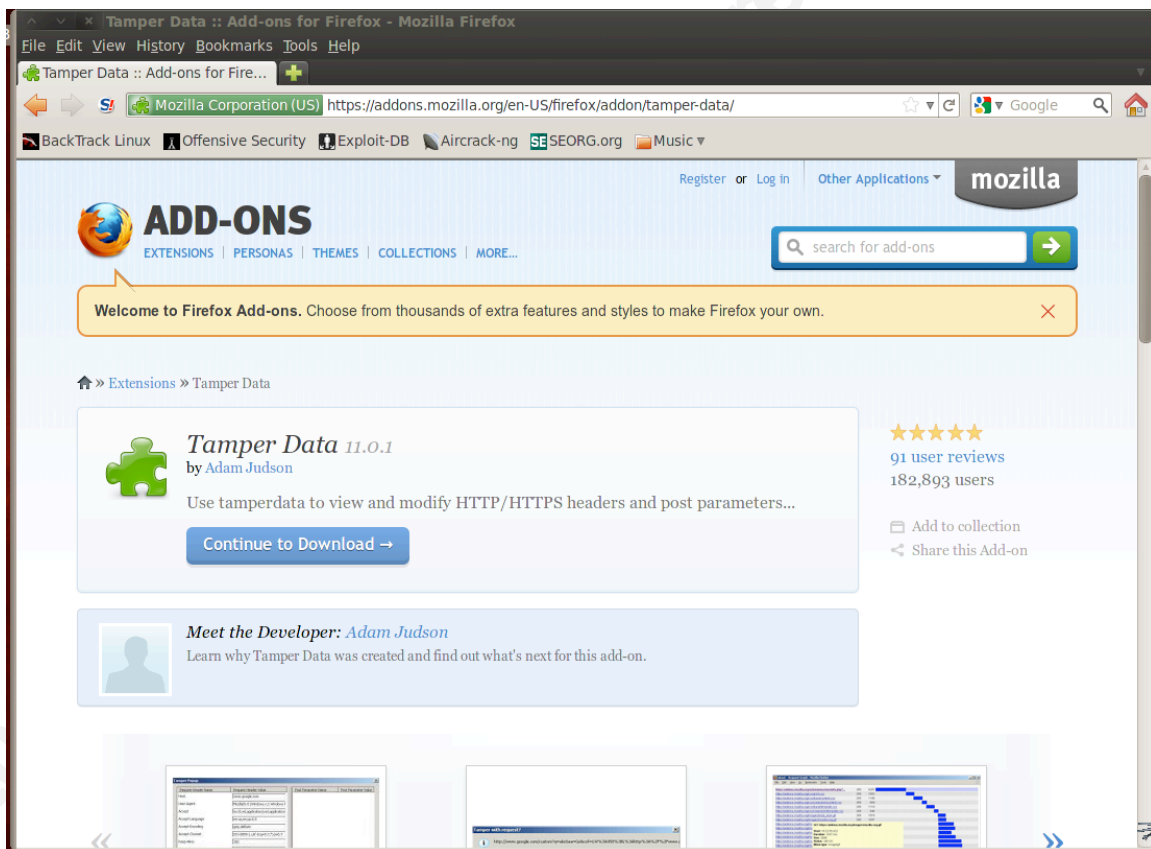 Tamper Data :: Add-ons for Firefox - Mozilla Firefox
File Edit View History Bookmarks Tools Help
Tamper Data :: Add-ons for Fire...
Mozilla Corporation (US) https://addons.mozilla.org/en-US/firefox/addon/tamper-data/ Google
BackTrack Linux Offensive Security Exploit-DB Aircrack-ng SE SEORG.org Music
Register or Log in Other Applications mozilla
ADD-ONS
EXTENSIONS | PERSONAS | THEMES | COLLECTIONS | MORE...
search for add-ons
Welcome to Firefox Add-ons. Choose from thousands of extra features and styles to make Firefox your own.
» Extensions » Tamper Data
Tamper Data 11.0.1
by Adam Judson
Use tamperdata to view and modify HTTP/HTTPS headers and post parameters...
Continue to Download →
91 user reviews
182,893 users
Add to collection
Share this Add-on
Meet the Developer: Adam Judson
Learn why Tamper Data was created and find out what's next for this add-on.
Tamper with request?